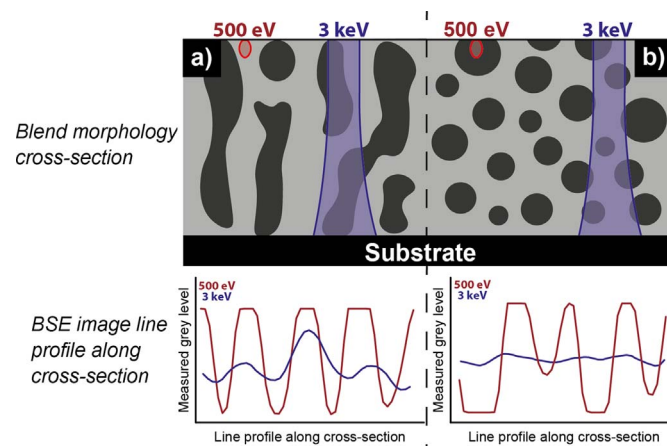 500 eV
3 keV
500 eV
3 keV
a)
b)
Blend morphology
cross-section
Substrate
BSE image line
profile along
cross-section
Measured grey level
500 eV
3 keV
Line profile along cross-section
Measured grey level
500 eV
3 keV
Line profile along cross-section